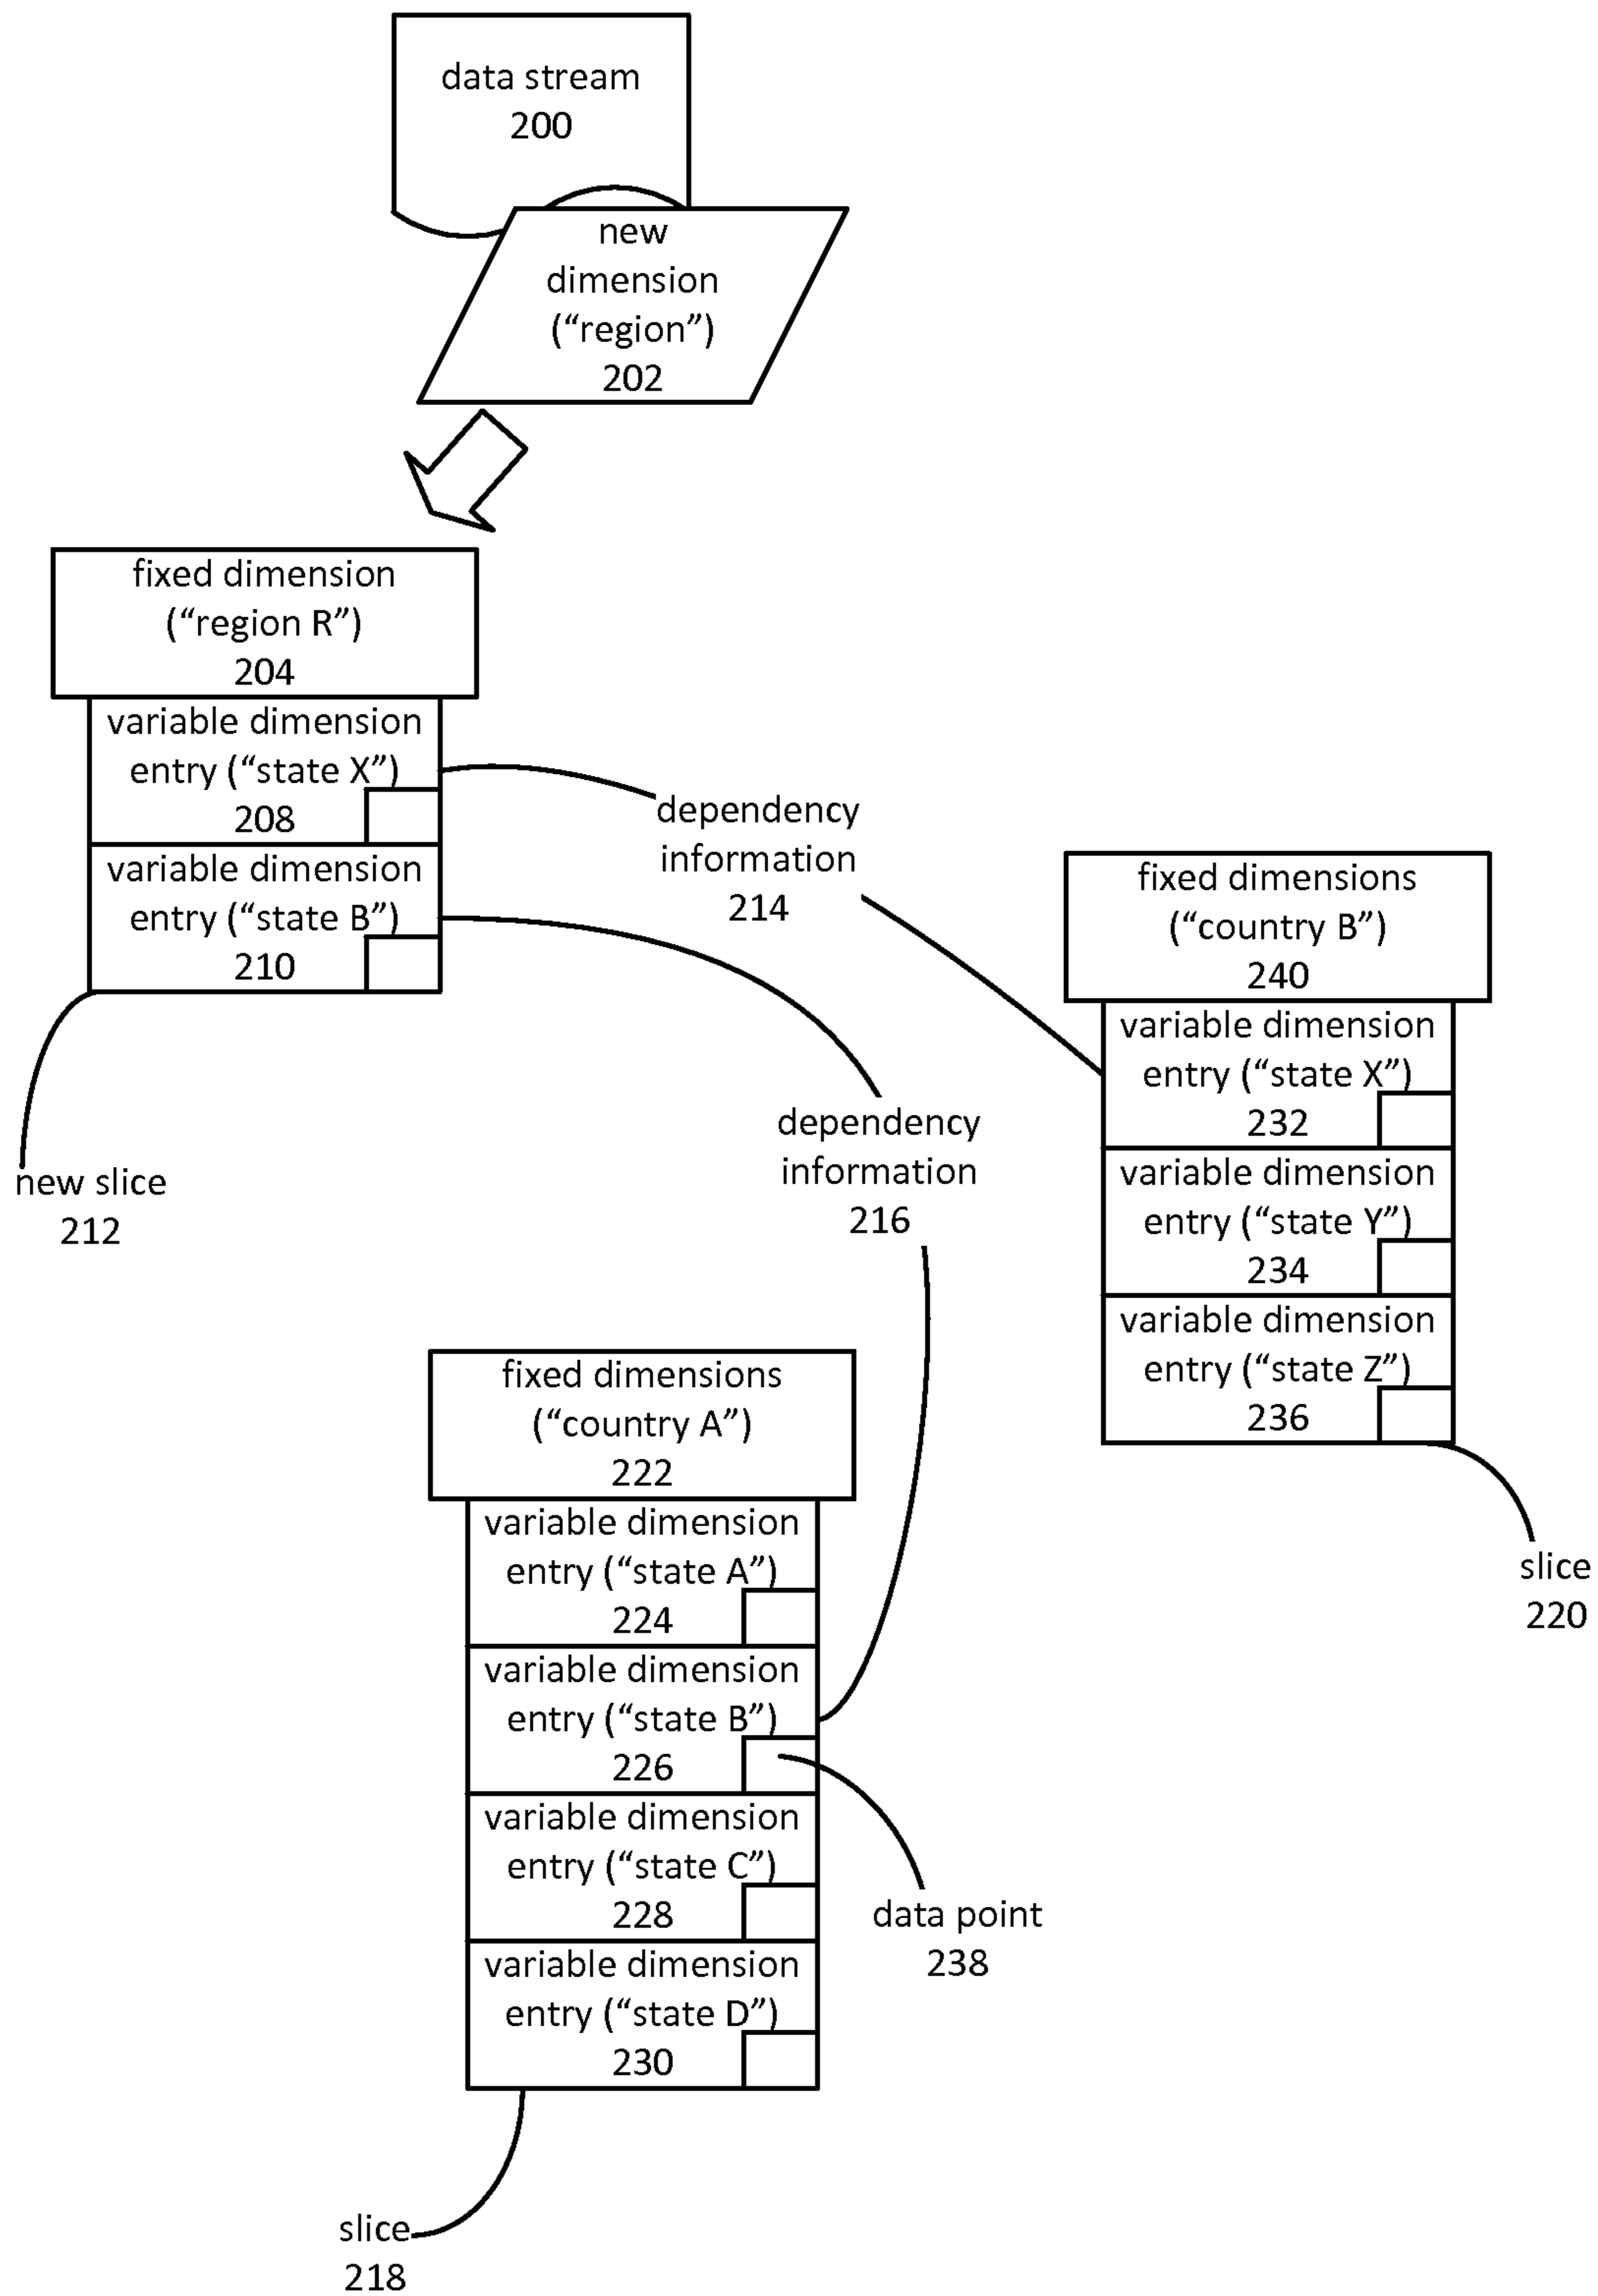 data stream
200
new
dimension
(“region”)
202
fixed dimension
(“region R”)
204
variable dimension
entry (“state X”)
208
variable dimension
entry (“state B”)
210
new slice
212
dependency
information
214
dependency
information
216
fixed dimensions
(“country B”)
240
variable dimension
entry (“state X”)
232
variable dimension
entry (“state Y”)
234
variable dimension
entry (“state Z”)
236
slice
220
fixed dimensions
(“country A”)
222
variable dimension
entry (“state A”)
224
variable dimension
entry (“state B”)
226
variable dimension
entry (“state C”)
228
variable dimension
entry (“state D”)
230
data point
238
slice
218